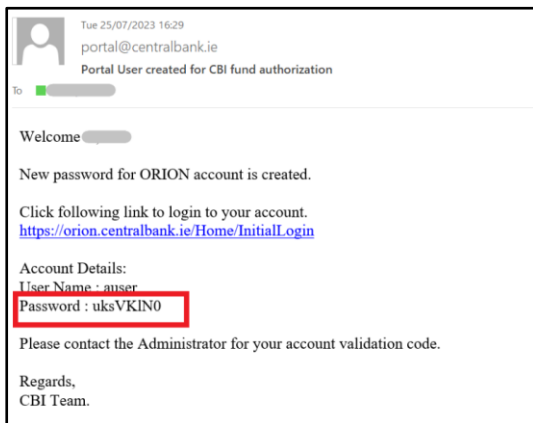 Tue 25/07/2023 16:29
portal@centralbank.ie
Portal User created for CBI fund authorization
To
Welcome
New password for ORION account is created.
Click following link to login to your account.
https://orion.centralbank.ie/Home/InitialLogin
Account Details:
User Name : auser
Password : uksVKlN0
Please contact the Administrator for your account validation code.
Regards,
CBI Team.